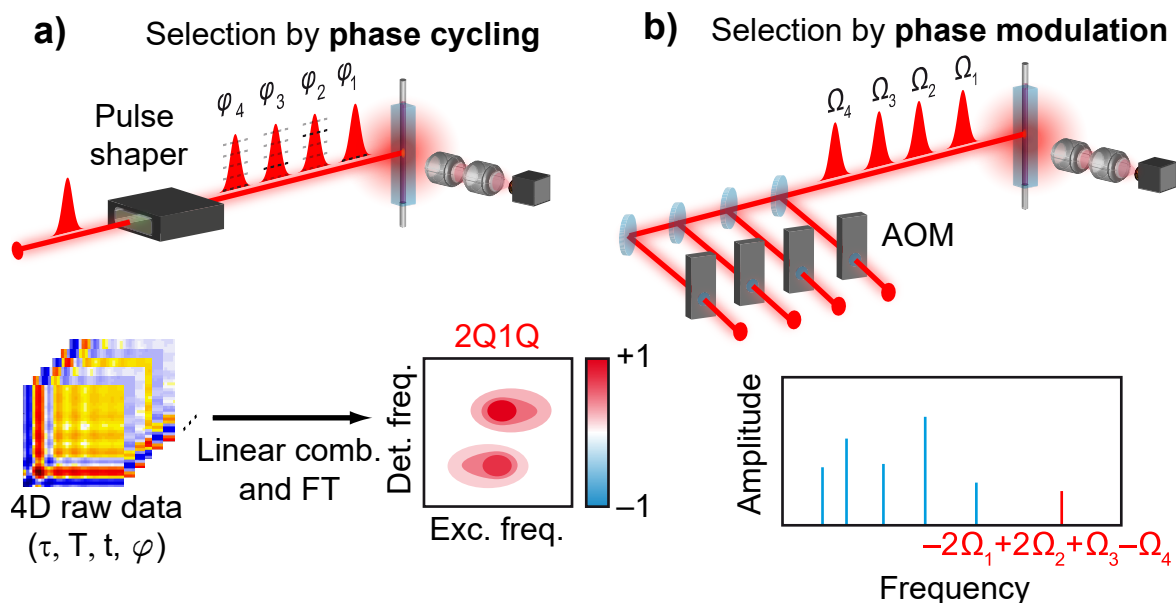 a) Selection by phase cycling
φ₄ φ₃ φ₂ φ₁
Pulse
shaper
2Q1Q
+1
–1
Det. freq.
Exc. freq.
Linear comb.
and FT
4D raw data
(τ, T, t, φ)
b) Selection by phase modulation
Ω₄ Ω₃ Ω₂ Ω₁
AOM
Amplitude
–2Ω₁+2Ω₂+Ω₃–Ω₄
Frequency